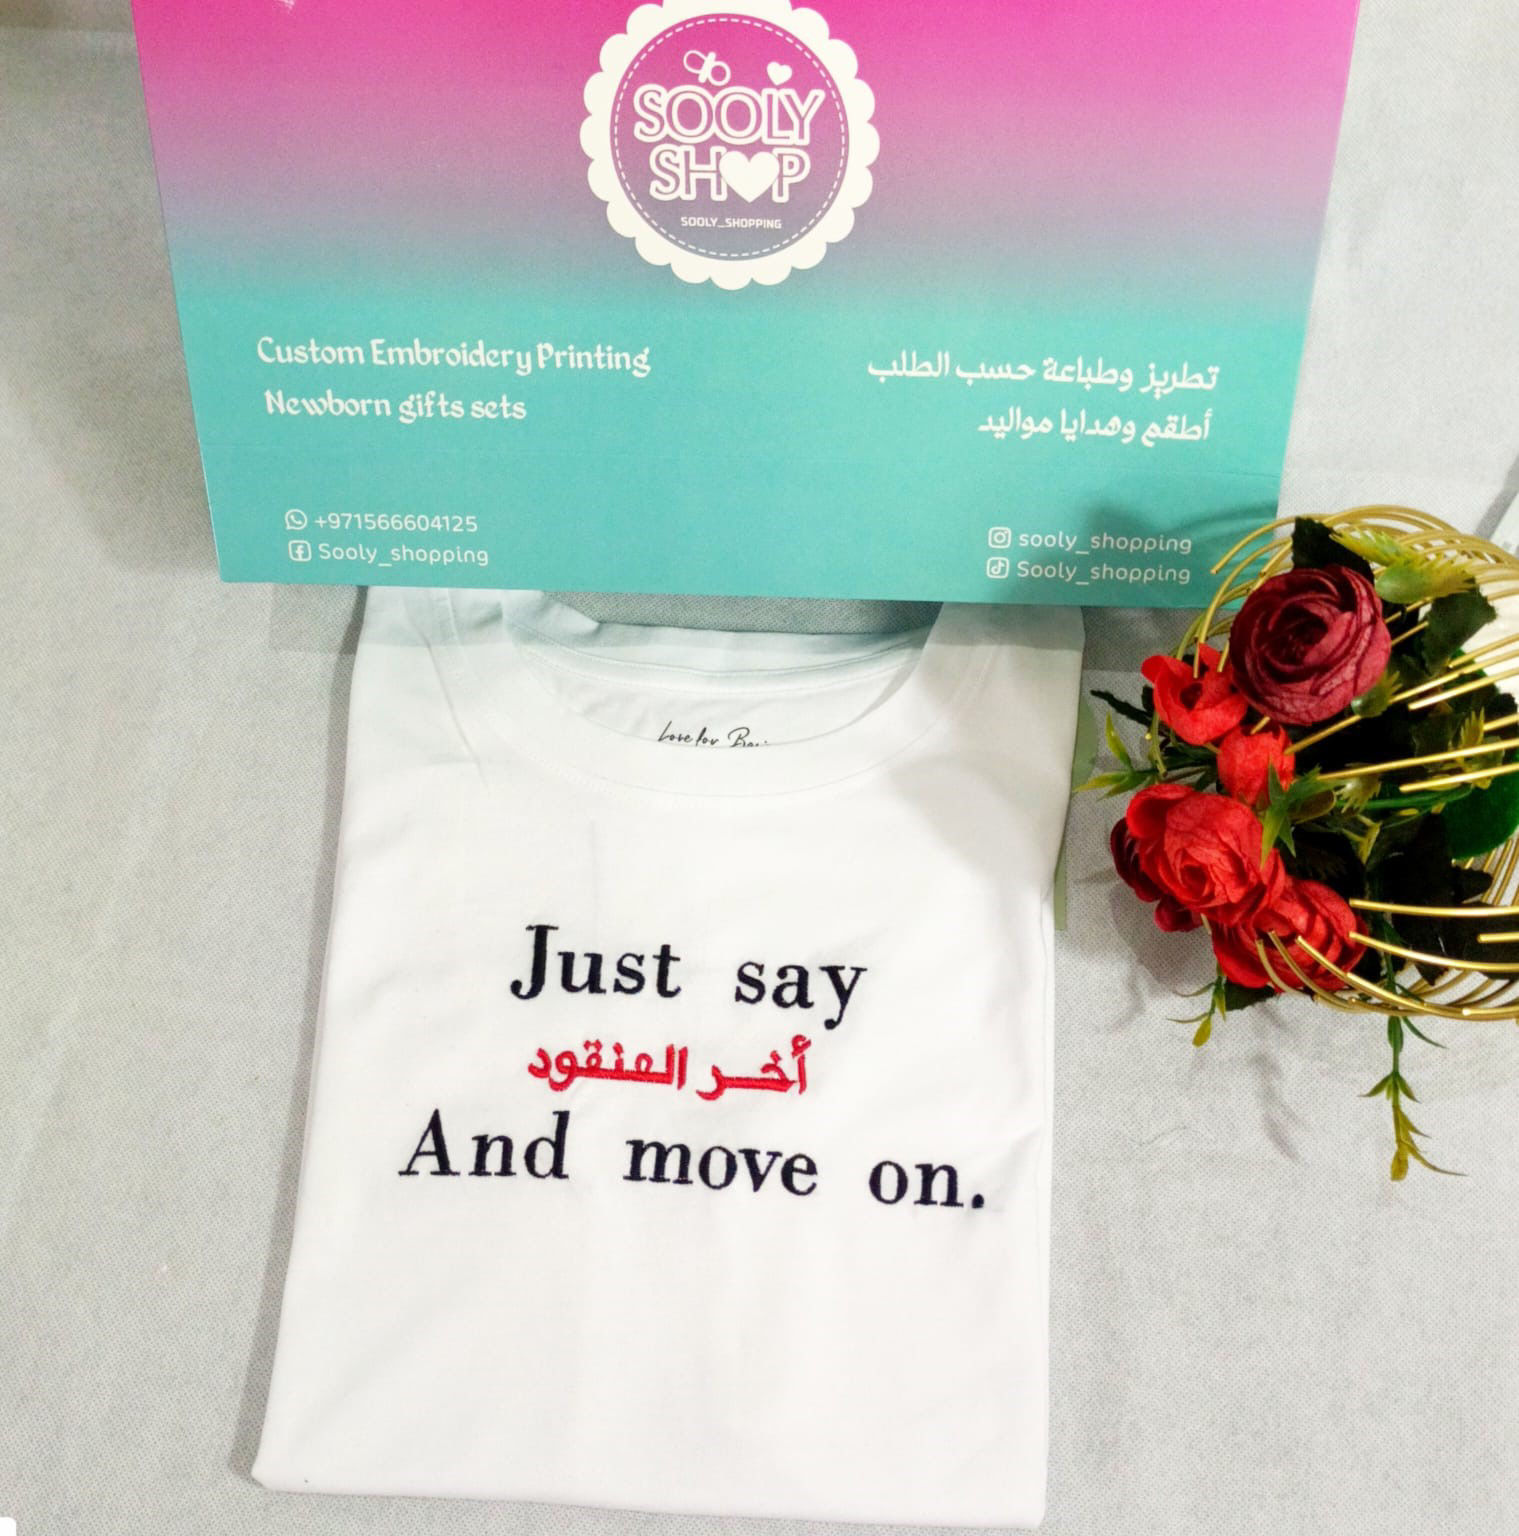 SOOLY
SHOP
SOOLY_SHOPPING
Custom Embroidery Printing
Newborn gifts sets
تطريز وطباعة حسب الطلب
أطقم وهدايا مواليد
+971566604125
Sooly_shopping
sooly_shopping
Sooly_shopping
Just say
أخر العنقود
And move on.